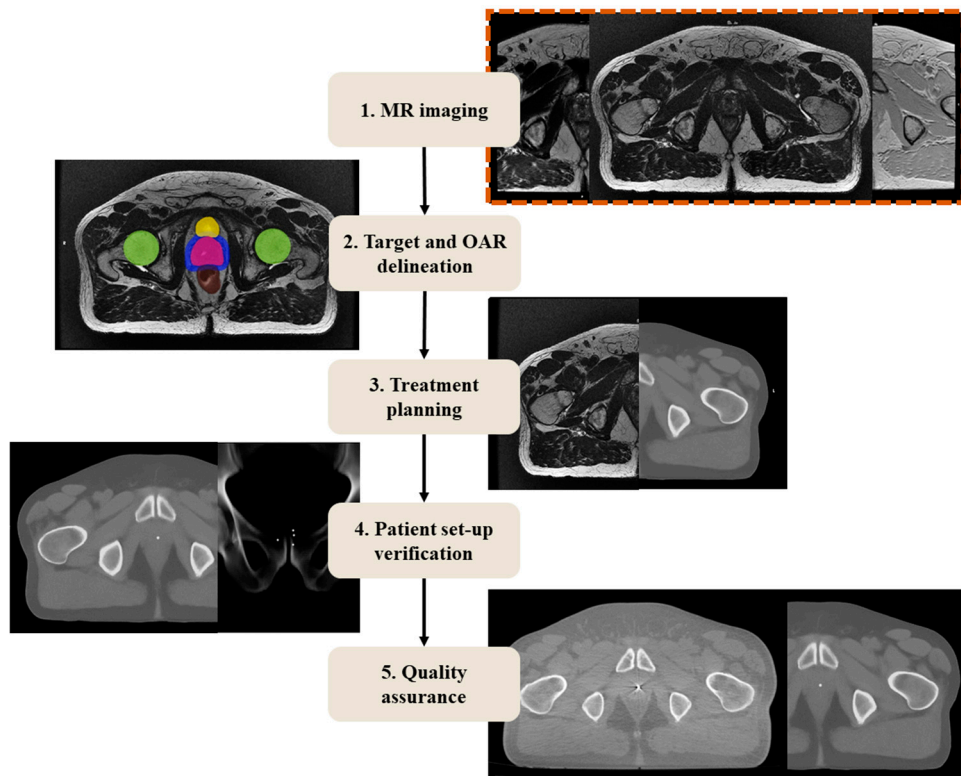 1. MR imaging
2. Target and OAR
delineation
3. Treatment
planning
4. Patient set-up
verification
5. Quality
assurance